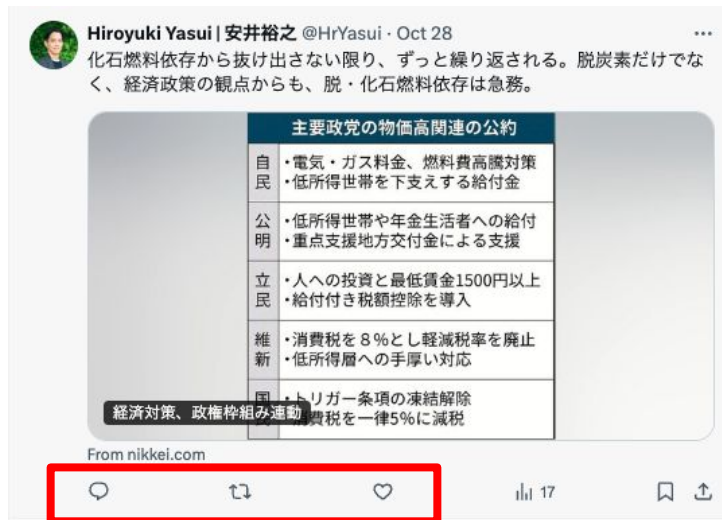 Hiroyuki Yasui | 安井裕之 @HrYasui · Oct 28
化石燃料依存から抜け出さない限り、ずっと繰り返される。脱炭素だけでな
く、経済政策の観点からも、脱・化石燃料依存は急務。
主要政党の物価高関連の公約
自民
・電気・ガス料金、燃料費高騰対策
・低所得世帯を下支えする給付金
公明
・低所得世帯や年金生活者への給付
・重点支援地方交付金による支援
立民
・人への投資と最低賃金1500円以上
・給付付き税額控除を導入
維新
・消費税を8%とし軽減税率を廃止
・低所得層への手厚い対応
国
・トリガー条項の凍結解除
費税を一律5%に減税
経済対策、政権枠組み連動
From nikkei.com
17